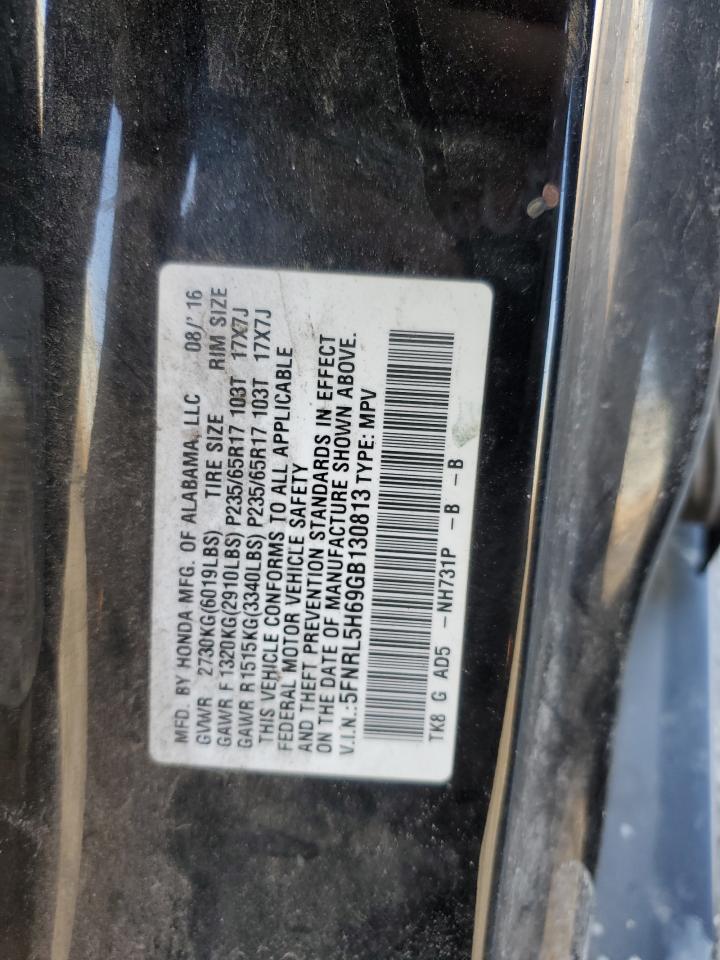 MFD. BY HONDA MFG. OF ALABAMA, LLC 08/'16
GVWR 2730KG(6019LBS) TIRE SIZE RIM SIZE
GAWR F1320KG(2910LBS) P235/65R17 103T 17X7J
GAWR R1515KG(3340LBS) P235/65R17 103T 17X7J
THIS VEHICLE CONFORMS TO ALL APPLICABLE
FEDERAL MOTOR VEHICLE SAFETY
AND THEFT PREVENTION STANDARDS IN EFFECT
ON THE DATE OF MANUFACTURE SHOWN ABOVE.
V.I.N.:5FNRL5H69GB130813 TYPE: MPV
TK8 G AD5 -NH731P -B -B